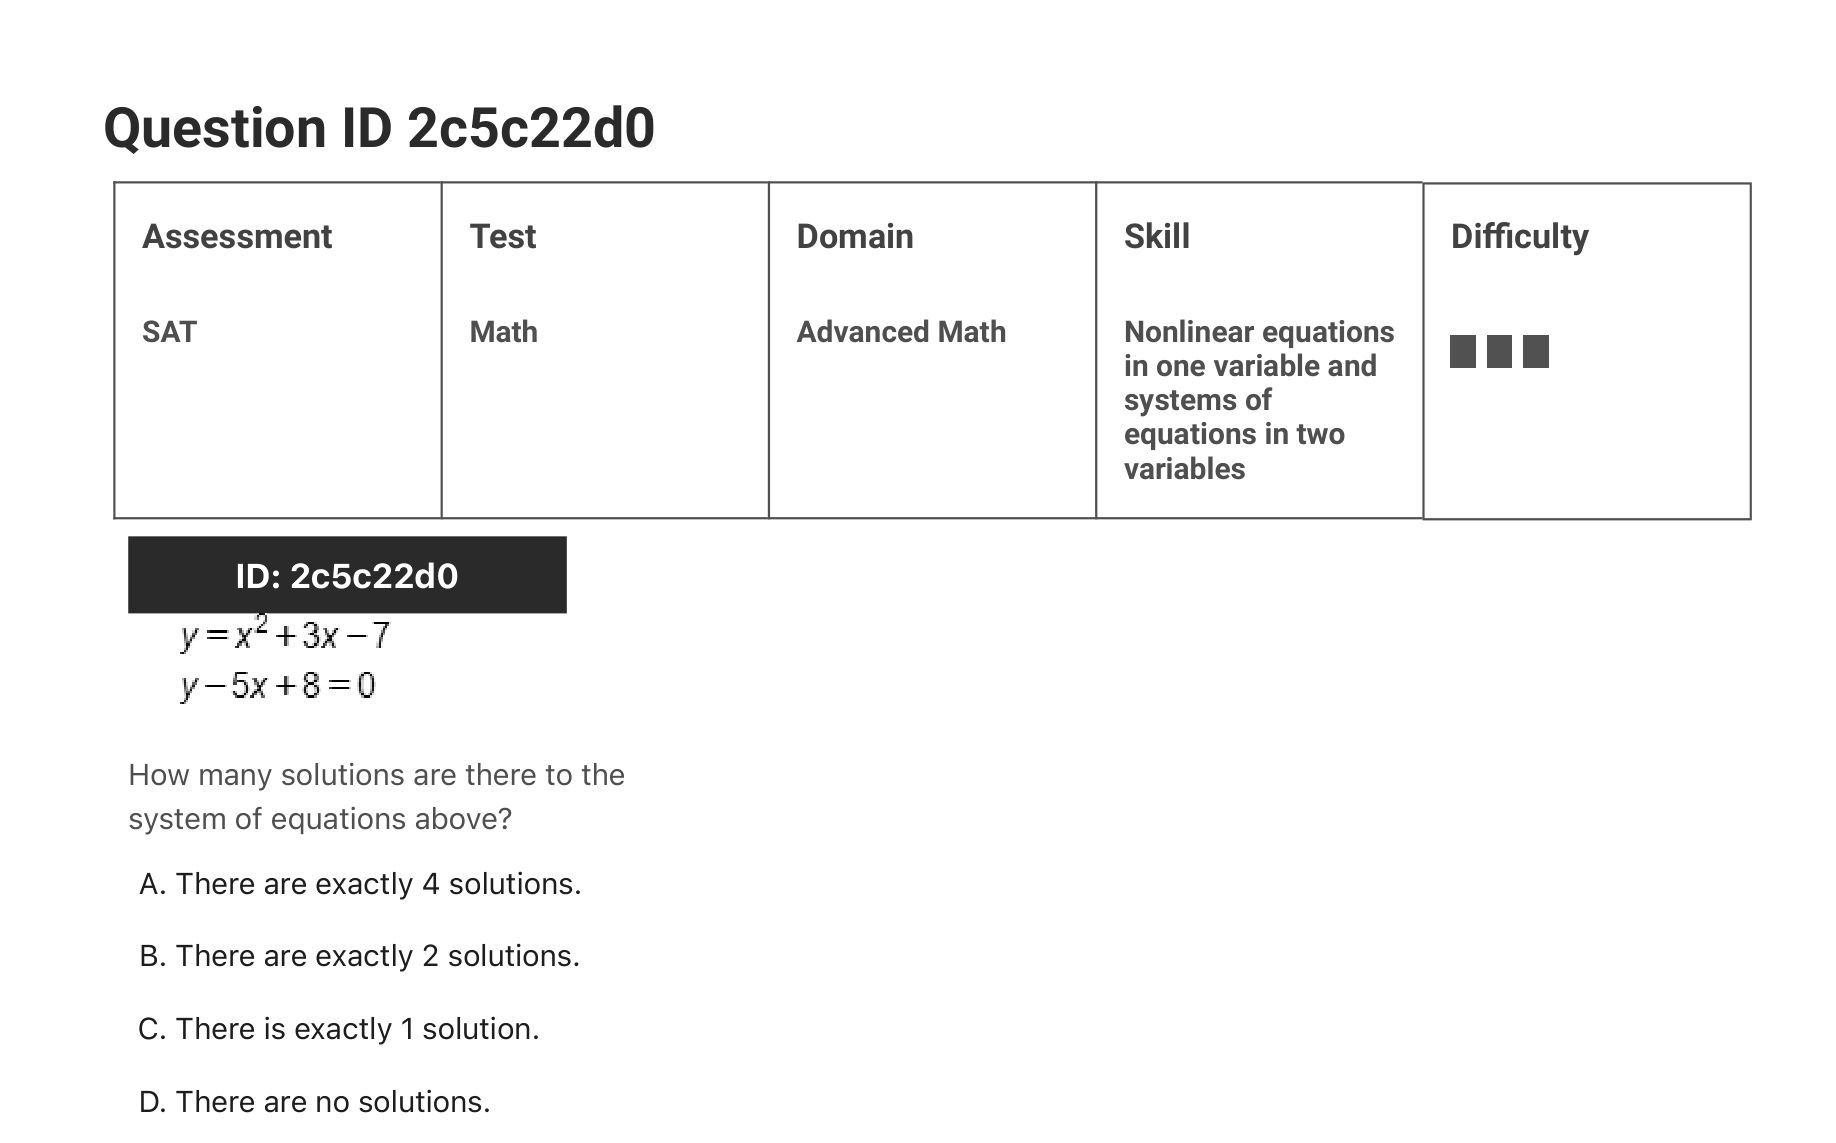 Question ID 2c5c22d0
Assessment
SAT
Test
Math
Domain
Advanced Math
Skill
Nonlinear equations
in one variable and
systems of
equations in two
variables
Difficulty
ID: 2c5c22d0
y = x² + 3x − 7
y − 5x + 8 = 0
How many solutions are there to the
system of equations above?
A. There are exactly 4 solutions.
B. There are exactly 2 solutions.
C. There is exactly 1 solution.
D. There are no solutions.